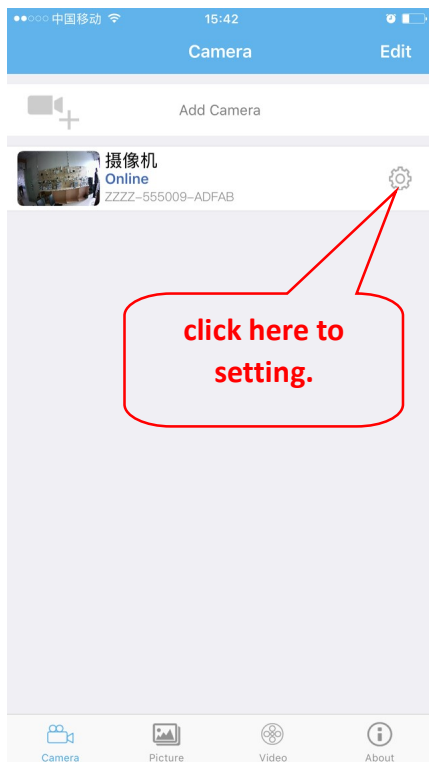 中国移动 15:42
Camera Edit
Add Camera
摄像机
Online
ZZZZ-555009-ADFAB
click here to
setting.
Camera Picture Video About